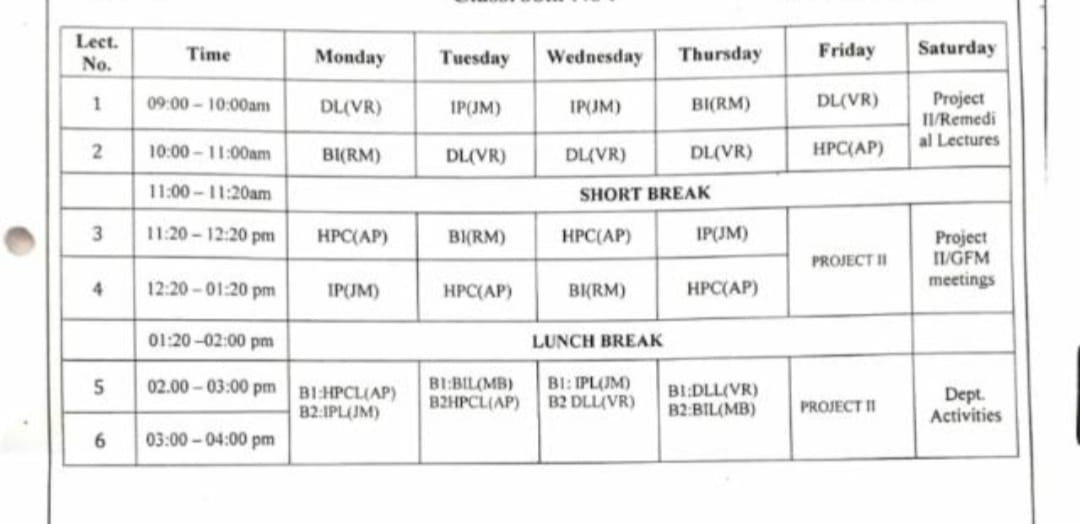 Lect. No. Time Monday Tuesday Wednesday Thursday Friday Saturday
1 09:00 – 10:00am DL(VR) IP(JM) IP(JM) BI(RM) DL(VR) Project II/Remedi al Lectures
2 10:00 – 11:00am BI(RM) DL(VR) DL(VR) DL(VR) HPC(AP)
11:00 – 11:20am SHORT BREAK
3 11:20 – 12:20 pm HPC(AP) BI(RM) HPC(AP) IP(JM) PROJECT II Project II/GFM meetings
4 12:20 – 01:20 pm IP(JM) HPC(AP) BI(RM) HPC(AP)
01:20 –02:00 pm LUNCH BREAK
5 02.00 – 03:00 pm B1:HPCL(AP) B2:IPL(JM) B1:BIL(MB) B2HPCL(AP) B1: IPL(JM) B2 DLL(VR) B1:DLL(VR) B2:BIL(MB) PROJECT II Dept. Activities
6 03:00 – 04:00 pm